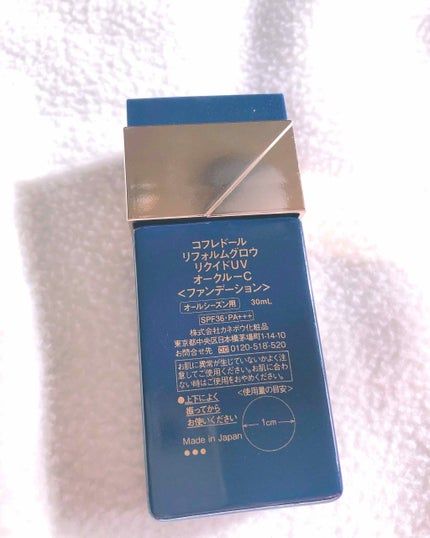 コフレドール
リフォルムグロウ
リクイドUV
オークルーC
<ファンデーション>
オールシーズン用 30mL
SPF36・PA+++
株式会社カネボウ化粧品
東京都中央区日本橋茅場町1-14-10
お問合せ先 0120-518-520
お肌に異常が生じていないかよく注
意してご使用ください。お肌に合わ
ない時はご使用をおやめください。
●上下によく
振ってから
お使いください
<使用量の目安>
1cm
Made in Japan